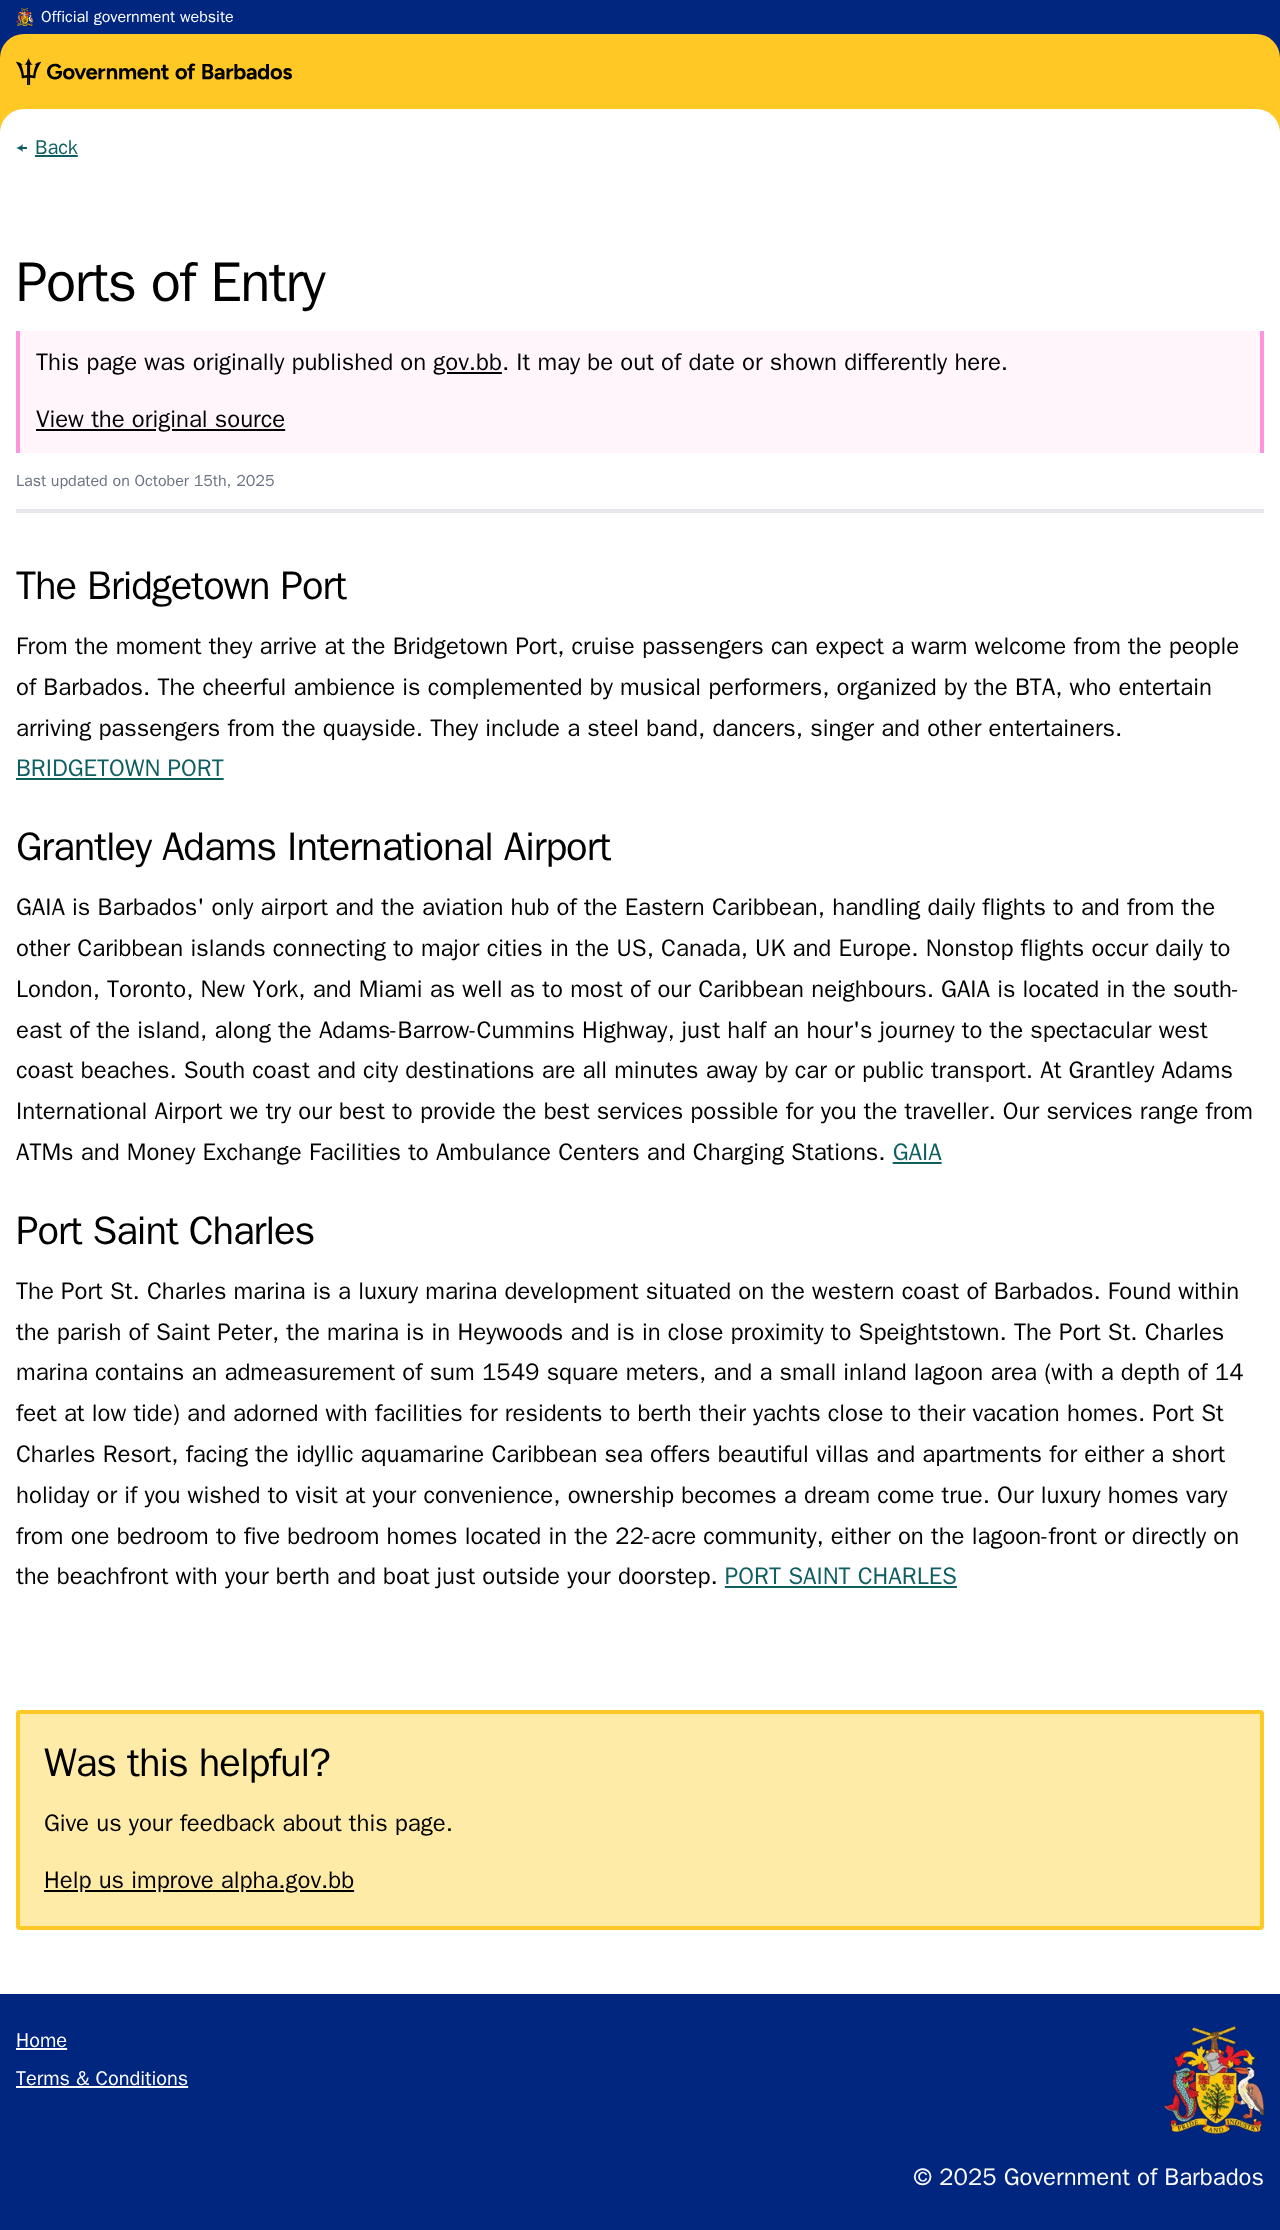 Official government website
Government of Barbados
← Back
Ports of Entry
This page was originally published on gov.bb. It may be out of date or shown differently here.
View the original source
Last updated on October 15th, 2025
The Bridgetown Port
From the moment they arrive at the Bridgetown Port, cruise passengers can expect a warm welcome from the people
of Barbados. The cheerful ambience is complemented by musical performers, organized by the BTA, who entertain
arriving passengers from the quayside. They include a steel band, dancers, singer and other entertainers.
BRIDGETOWN PORT
Grantley Adams International Airport
GAIA is Barbados' only airport and the aviation hub of the Eastern Caribbean, handling daily flights to and from the
other Caribbean islands connecting to major cities in the US, Canada, UK and Europe. Nonstop flights occur daily to
London, Toronto, New York, and Miami as well as to most of our Caribbean neighbours. GAIA is located in the south-
east of the island, along the Adams-Barrow-Cummins Highway, just half an hour's journey to the spectacular west
coast beaches. South coast and city destinations are all minutes away by car or public transport. At Grantley Adams
International Airport we try our best to provide the best services possible for you the traveller. Our services range from
ATMs and Money Exchange Facilities to Ambulance Centers and Charging Stations. GAIA
Port Saint Charles
The Port St. Charles marina is a luxury marina development situated on the western coast of Barbados. Found within
the parish of Saint Peter, the marina is in Heywoods and is in close proximity to Speightstown. The Port St. Charles
marina contains an admeasurement of sum 1549 square meters, and a small inland lagoon area (with a depth of 14
feet at low tide) and adorned with facilities for residents to berth their yachts close to their vacation homes. Port St
Charles Resort, facing the idyllic aquamarine Caribbean sea offers beautiful villas and apartments for either a short
holiday or if you wished to visit at your convenience, ownership becomes a dream come true. Our luxury homes vary
from one bedroom to five bedroom homes located in the 22-acre community, either on the lagoon-front or directly on
the beachfront with your berth and boat just outside your doorstep. PORT SAINT CHARLES
Was this helpful?
Give us your feedback about this page.
Help us improve alpha.gov.bb
Home
Terms & Conditions
PRIDE AND INDUSTRY
© 2025 Government of Barbados